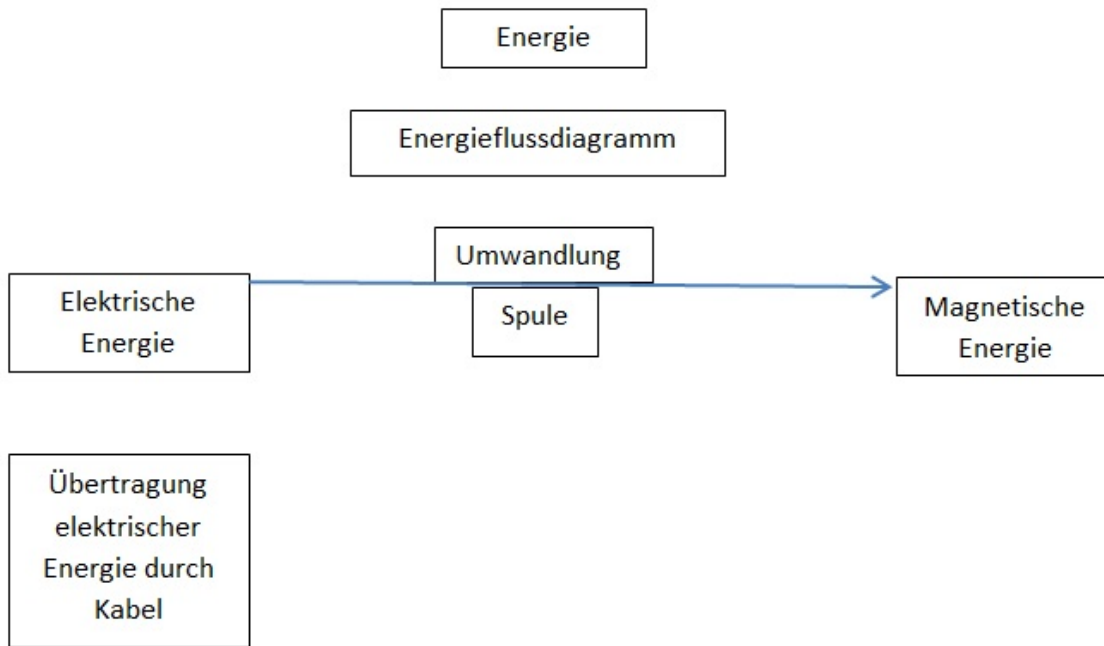 Energie
Energieflussdiagramm
Umwandlung
Elektrische
Energie
Spule
Magnetische
Energie
Übertragung
elektrischer
Energie durch
Kabel